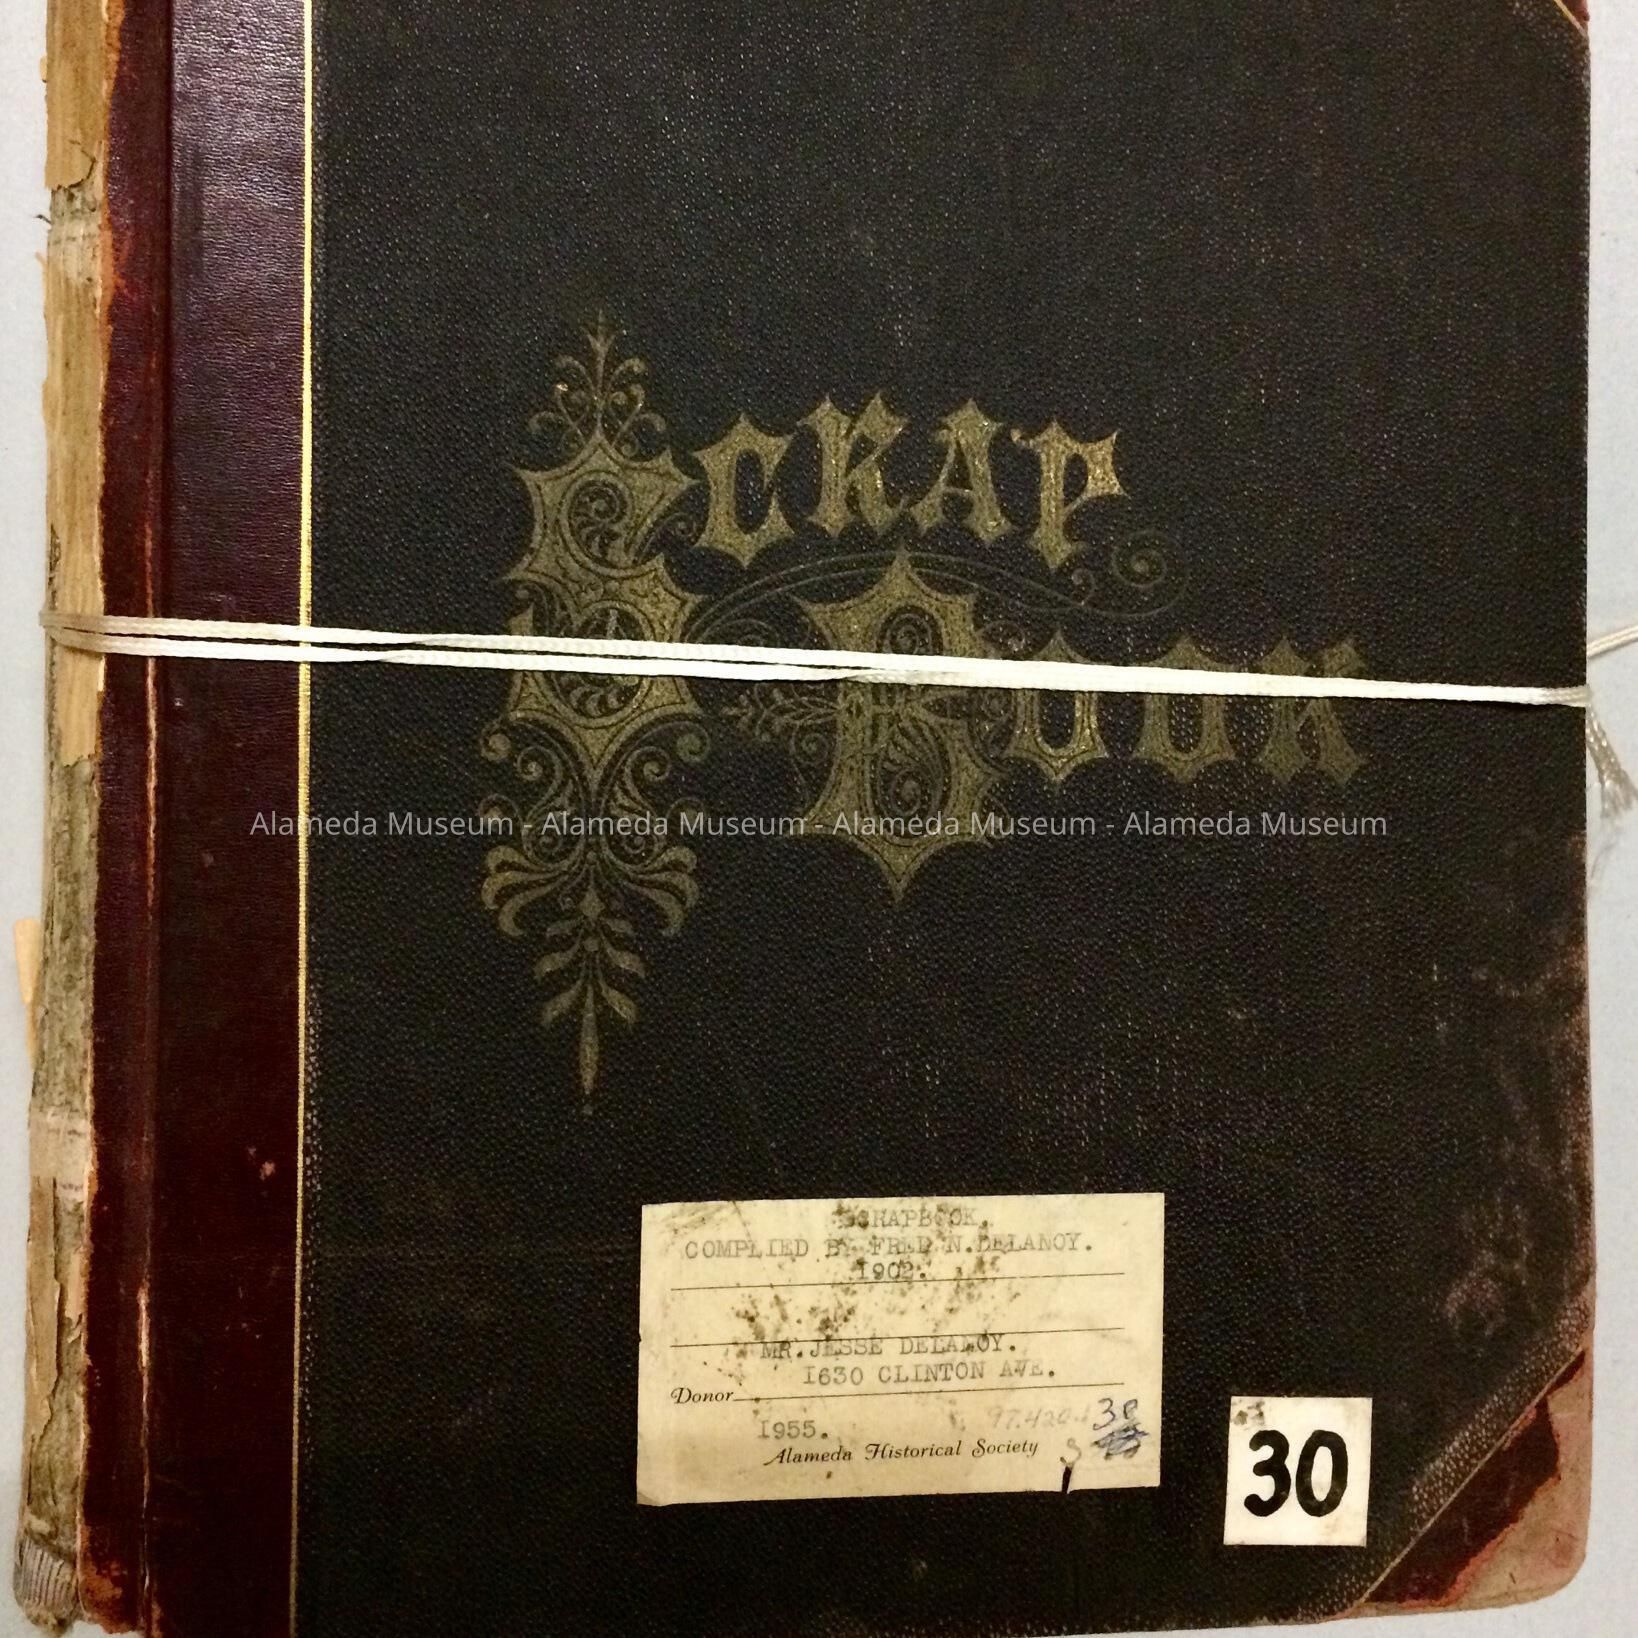 SCRAP
BOOK
Alameda Museum - Alameda Museum - Alameda Museum - Alameda Museum
SCRAPBOOK.
COMPLIED BY FRED N.DELANOY.
1902.
MR.JESSE DELANOY.
1630 CLINTON AVE.
Donor
1955.
Alameda Historical Society
30